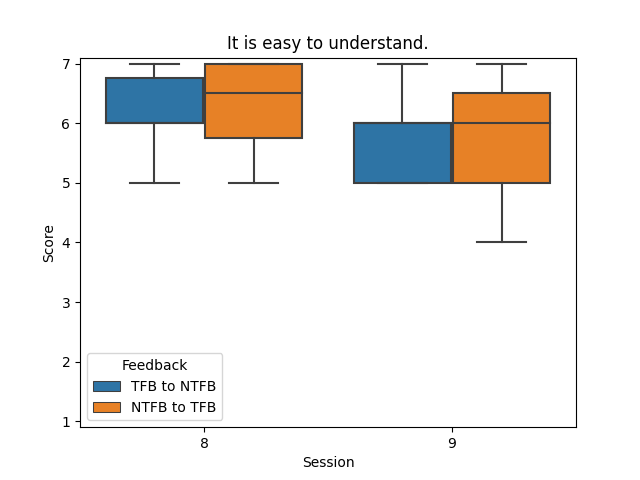 It is easy to understand.
7
6
5
4
3
2
1
Score
Feedback
TFB to NTFB
NTFB to TFB
8 9
Session